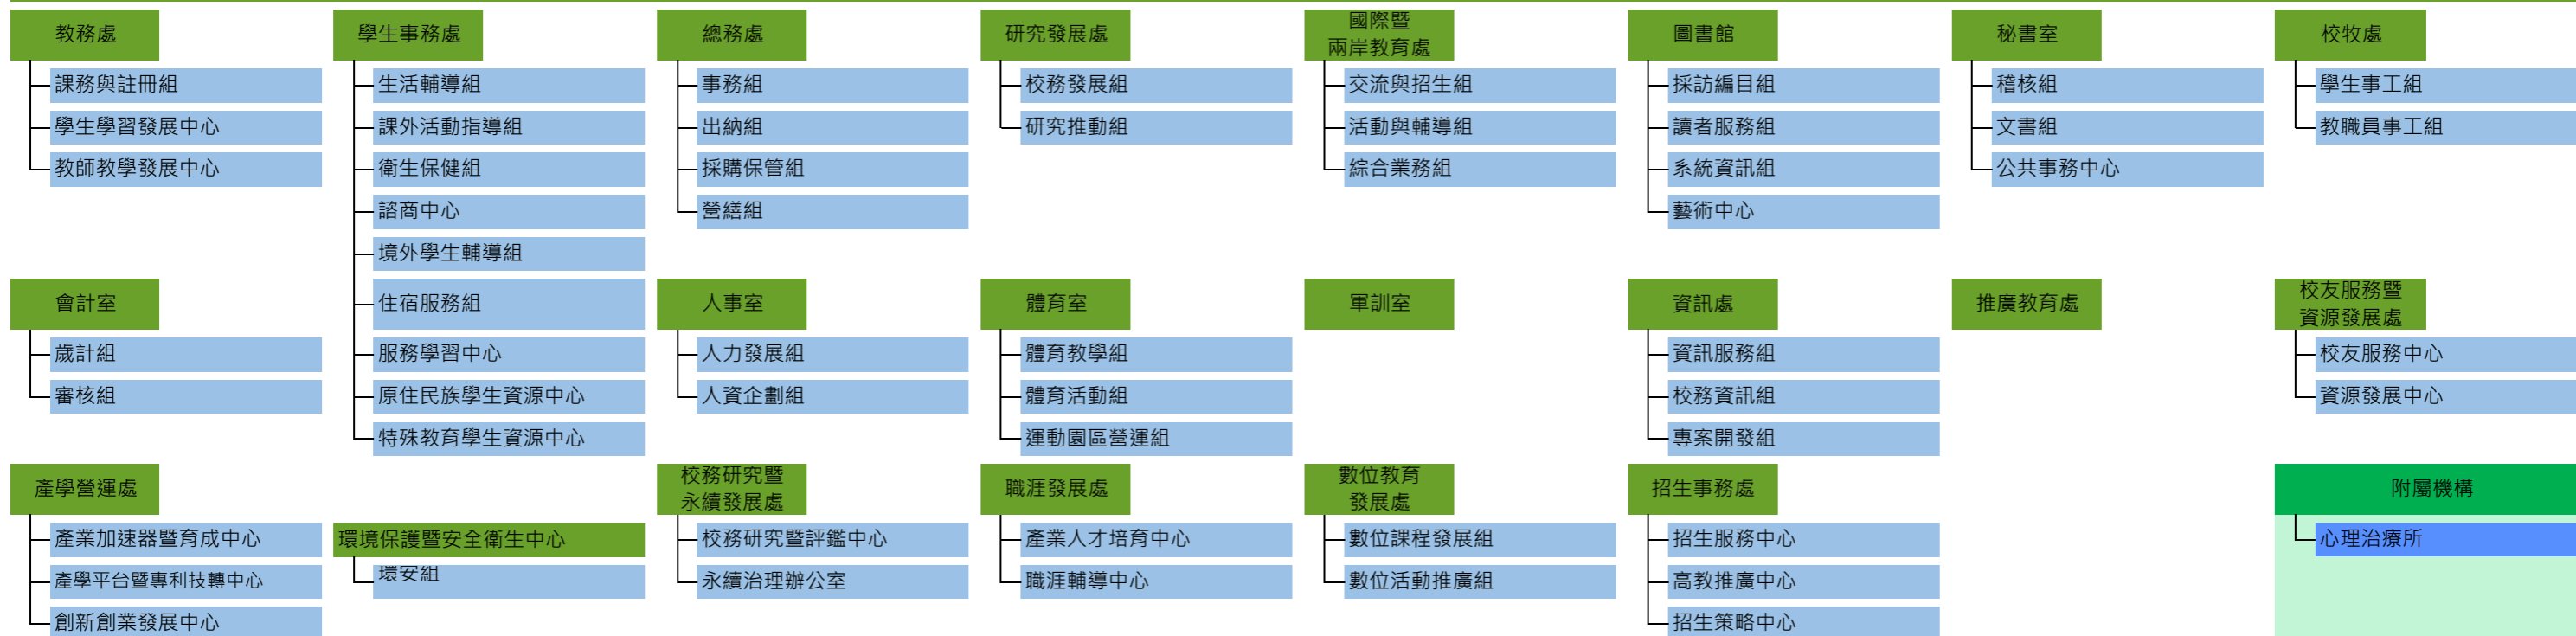 教務處
課務與註冊組
學生學習發展中心
教師教學發展中心
學生事務處
生活輔導組
課外活動指導組
衛生保健組
諮商中心
境外學生輔導組
住宿服務組
服務學習中心
原住民族學生資源中心
特殊教育學生資源中心
總務處
事務組
出納組
採購保管組
營繕組
研究發展處
校務發展組
研究推動組
國際暨
兩岸教育處
交流與招生組
活動與輔導組
綜合業務組
圖書館
採訪編目組
讀者服務組
系統資訊組
藝術中心
秘書室
稽核組
文書組
公共事務中心
校牧處
學生事工組
教職員事工組
會計室
歲計組
審核組
人事室
人力發展組
人資企劃組
體育室
體育教學組
體育活動組
運動園區營運組
軍訓室
資訊處
資訊服務組
校務資訊組
專案開發組
推廣教育處
校友服務暨
資源發展處
校友服務中心
資源發展中心
產學營運處
產業加速器暨育成中心
產學平台暨專利技轉中心
創新創業發展中心
環境保護暨安全衛生中心
環安組
校務研究暨
永續發展處
校務研究暨評鑑中心
永續治理辦公室
職涯發展處
產業人才培育中心
職涯輔導中心
數位教育
發展處
數位課程發展組
數位活動推廣組
招生事務處
招生服務中心
高教推廣中心
招生策略中心
附屬機構
心理治療所